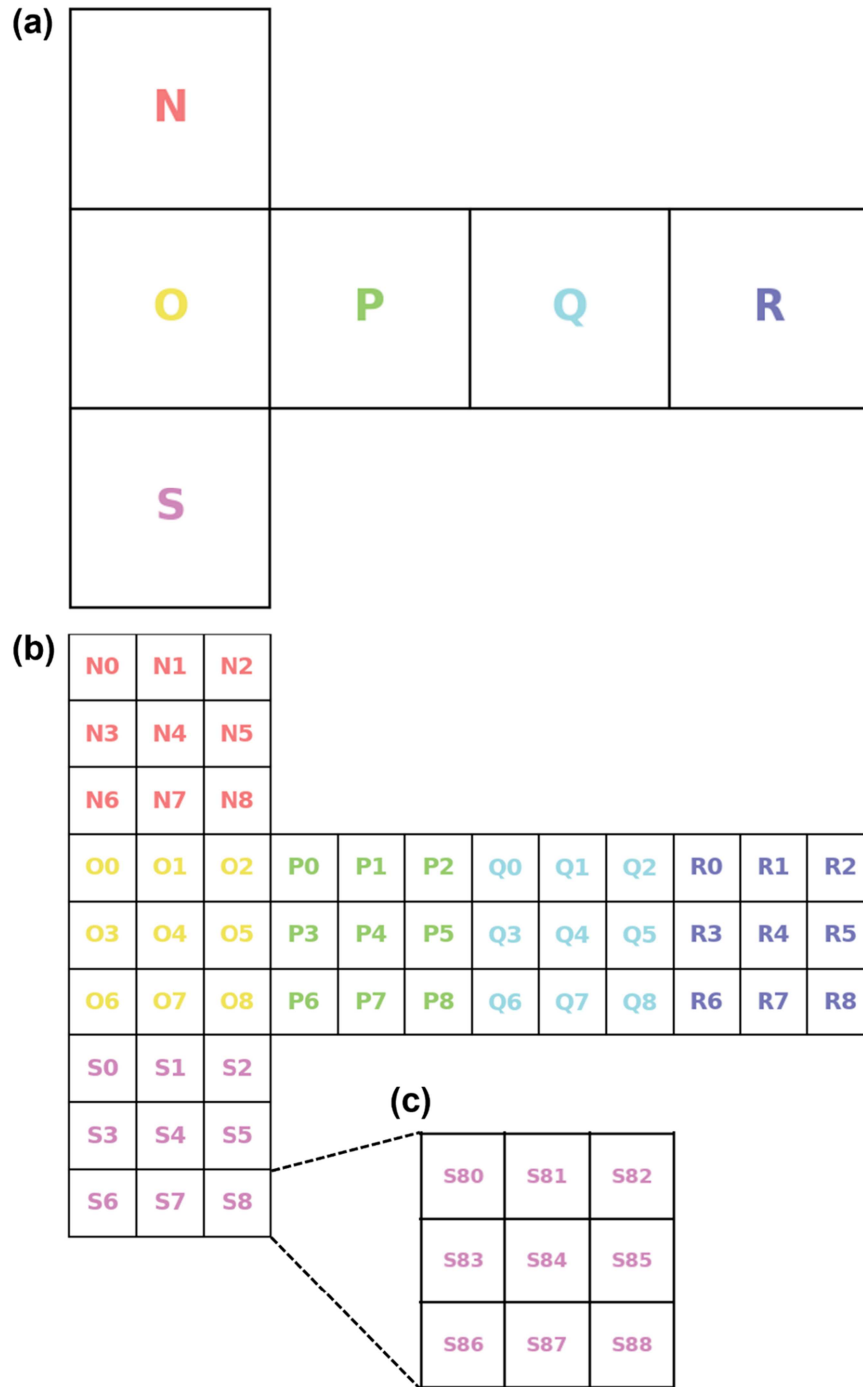 (a)
N
O P Q R
S
(b)
N0 N1 N2
N3 N4 N5
N6 N7 N8
O0 O1 O2 P0 P1 P2 Q0 Q1 Q2 R0 R1 R2
O3 O4 O5 P3 P4 P5 Q3 Q4 Q5 R3 R4 R5
O6 O7 O8 P6 P7 P8 Q6 Q7 Q8 R6 R7 R8
S0 S1 S2
S3 S4 S5
S6 S7 S8
(c)
S80 S81 S82
S83 S84 S85
S86 S87 S88